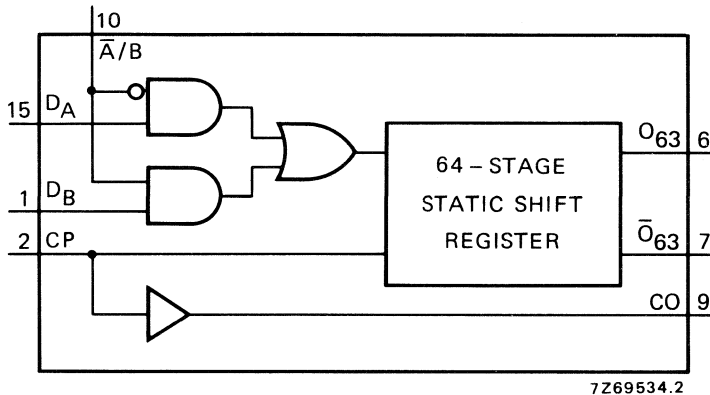 10
A̅/B
15 DA
1 DB
2 CP
64-STAGE
STATIC SHIFT
REGISTER
O63 6
O̅63 7
CO 9
7Z69534.2